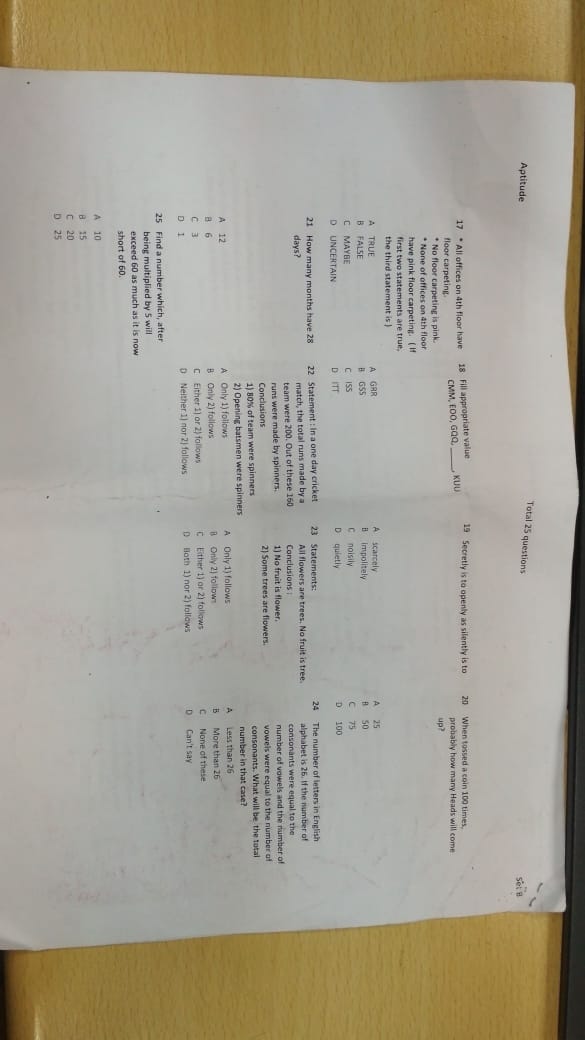 Aptitude
Total 25 questions
Set B
17 * All offices on 4th floor have
floor carpeting.
* No floor carpeting is pink.
* None of offices on 4th floor
have pink floor carpeting. ( If
first two statements are true,
the third statement is )
A TRUE
B FALSE
C MAYBE
D UNCERTAIN
18 Fill appropriate value
CMM, EOO, GQQ, _____, KUU
A GRR
B GSS
C ISS
D ITT
19 Secretly is to openly as silently is to
A scarcely
B impolitely
C noisily
D quietly
20 When tossed a coin 100 times,
probably how many Heads will come
up?
A 25
B 50
C 75
D 100
21 How many months have 28
days?
A 12
B 6
C 3
D 1
22 Statement : In a one day cricket
match, the total runs made by a
team were 200. Out of these 160
runs were made by spinners.
Conclusions
1) 80% of team were spinners
2) Opening batsmen were spinners
A Only 1) follows
B Only 2) follows
C Either 1) or 2) follows
D Neither 1) nor 2) follows
23 Statements:
All flowers are trees. No fruit is tree.
Conclusions :
1) No fruit is flower.
2) Some trees are flowers.
A Only 1) follows
B Only 2) follows
C Either 1) or 2) follows
D Both 1) nor 2) follows
24 The number of letters in English
alphabet is 26. If the number of
consonants were equal to the
number of vowels and the number of
vowels were equal to the number of
consonants. What will be the total
number in that case?
A Less than 26
B More than 26
C None of these
D Can't say
25 Find a number which, after
being multiplied by 5 will
exceed 60 as much as it is now
short of 60.
A 10
B 15
C 20
D 25